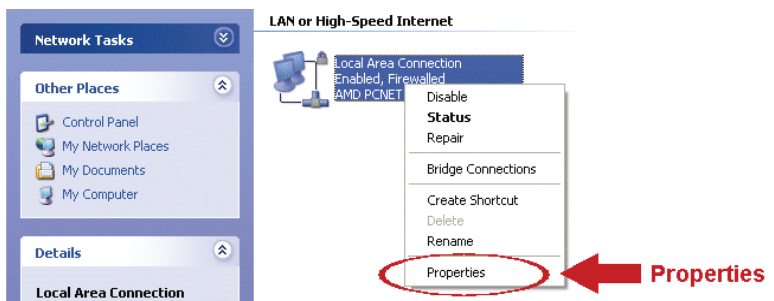 LAN or High-Speed Internet
Network Tasks
Other Places
Control Panel
My Network Places
My Documents
My Computer
Details
Local Area Connection
Local Area Connection
Enabled, Firewalled
AMD PCNET
Disable
Status
Repair
Bridge Connections
Create Shortcut
Delete
Rename
Properties
Properties